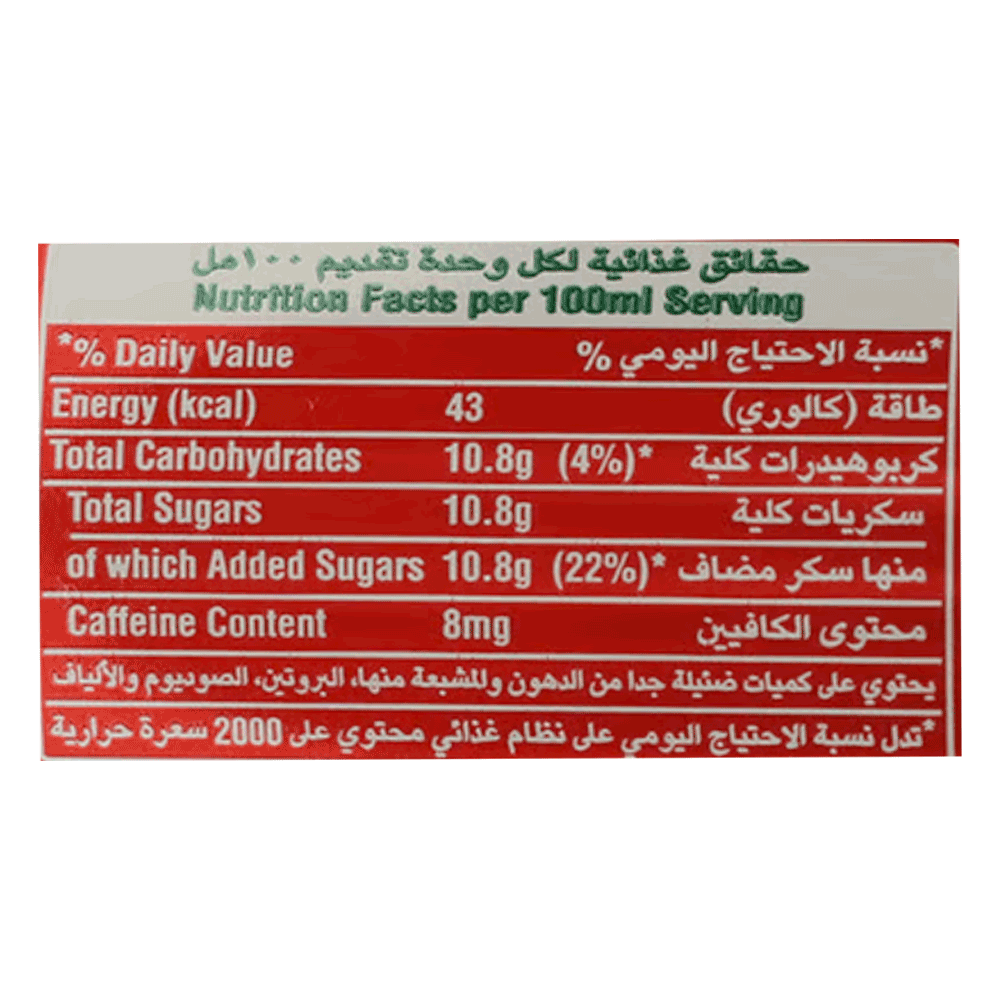 حقائق غذائية لكل وحدة تقديم ١٠٠مل
Nutrition Facts per 100ml Serving
*% Daily Value *نسبة الاحتياج اليومي %
Energy (kcal) 43 طاقة (كالوري)
Total Carbohydrates 10.8g (4%)* كربوهيدرات كلية
Total Sugars 10.8g سكريات كلية
of which Added Sugars 10.8g (22%)* منها سكر مضاف
Caffeine Content 8mg محتوى الكافيين
يحتوي على كميات ضئيلة جدا من الدهون والمشبعة منها، البروتين، الصوديوم والألياف
*تدل نسبة الاحتياج اليومي على نظام غذائي محتوي على 2000 سعرة حرارية